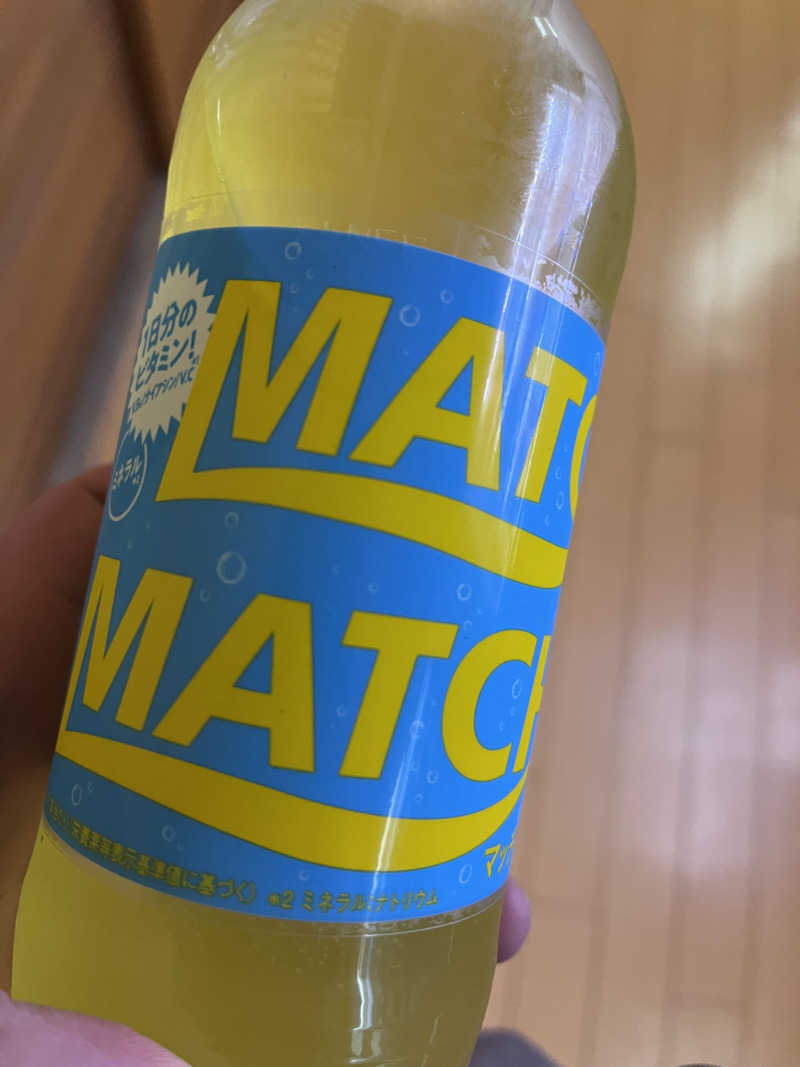 1日分の
ビタミン!
MATC
ミネラル
※2
MATCH
栄養素等表示基準値に基づく) ※2 ミネラル:ナトリウム
マッ